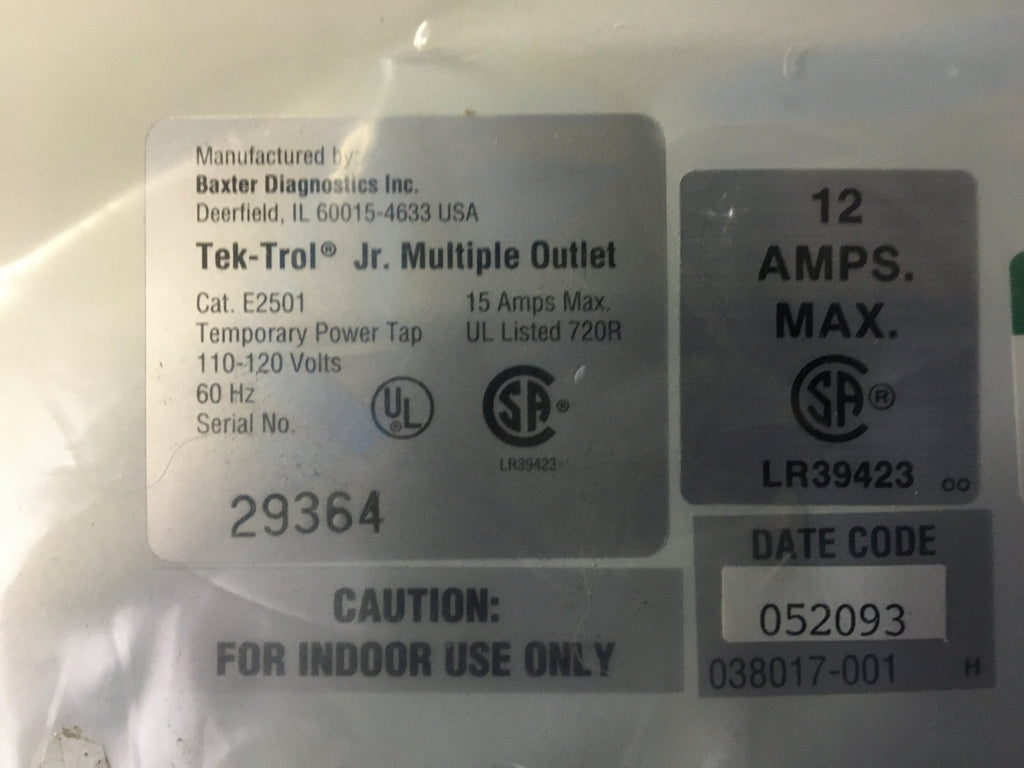 Manufactured by:
Baxter Diagnostics Inc.
Deerfield, IL 60015-4633 USA
Tek-Trol® Jr. Multiple Outlet
Cat. E2501 15 Amps Max.
Temporary Power Tap UL Listed 720R
110-120 Volts
60 Hz
Serial No.
UL®
SA®
LR39423
29364
CAUTION:
FOR INDOOR USE ONLY
12
AMPS.
MAX.
SA®
LR39423
DATE CODE
052093
038017-001 H